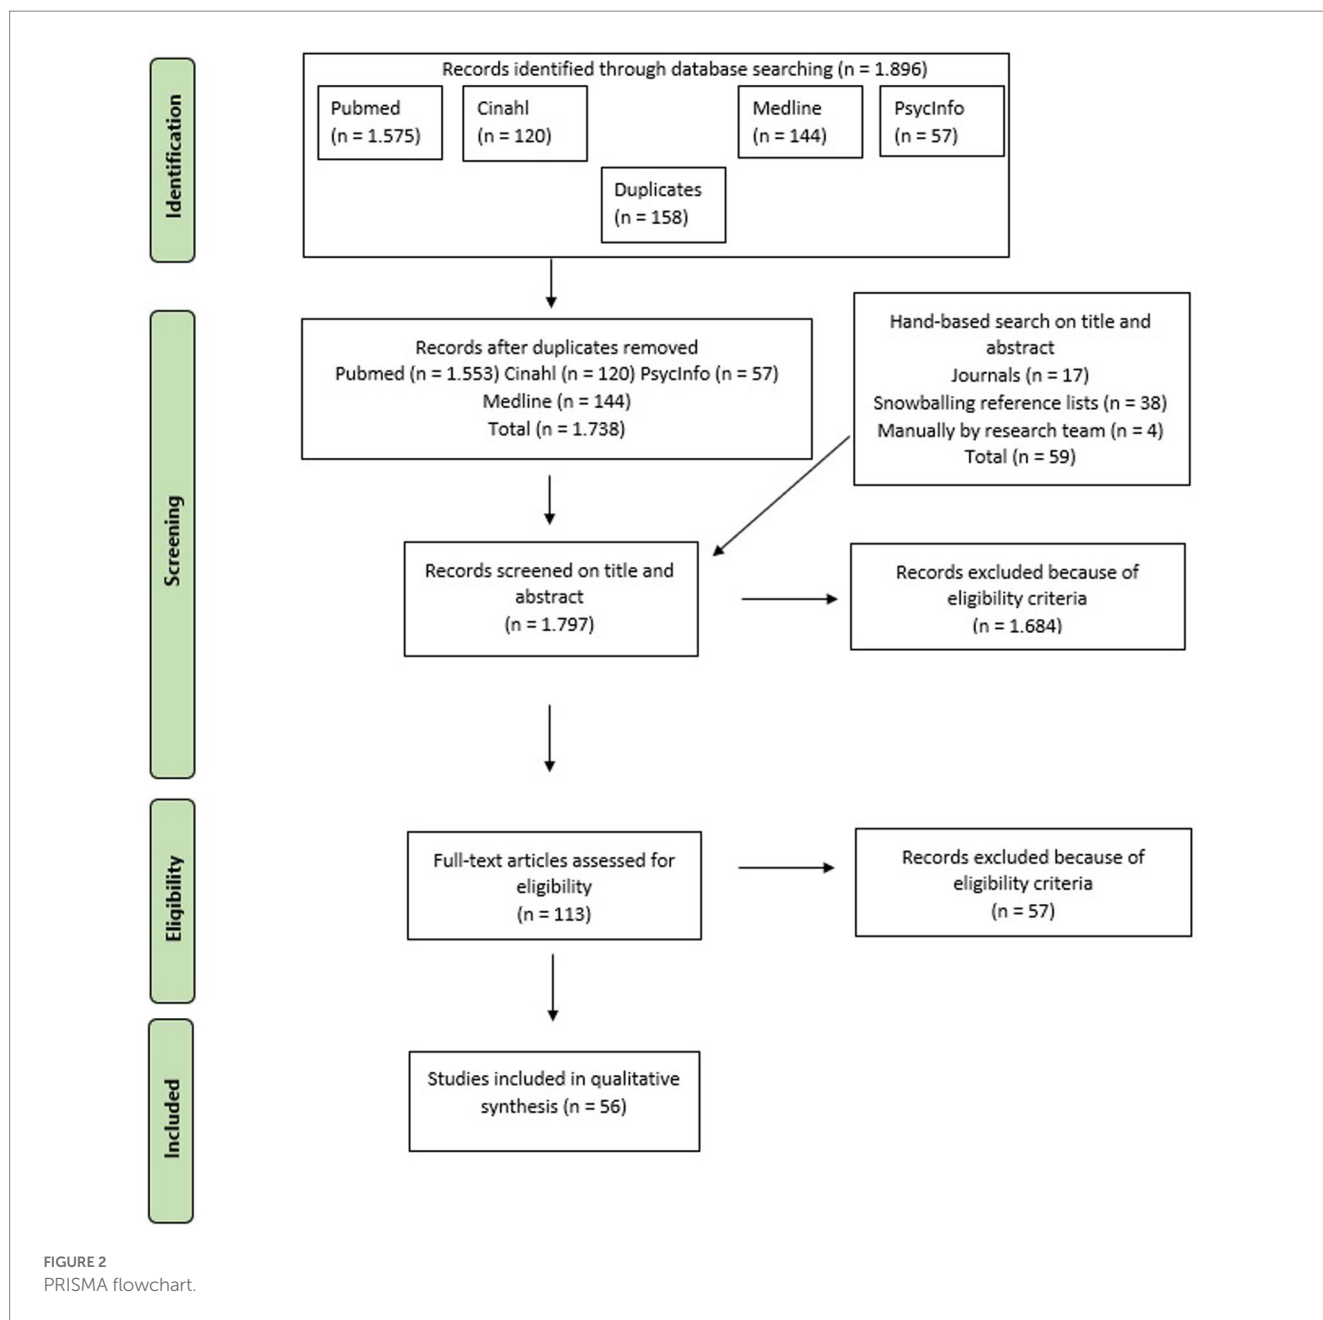 Identification
Records identified through database searching (n = 1.896)
Pubmed
(n = 1.575)
Cinahl
(n = 120)
Medline
(n = 144)
PsycInfo
(n = 57)
Duplicates
(n = 158)
Screening
Records after duplicates removed
Pubmed (n = 1.553) Cinahl (n = 120) PsycInfo (n = 57)
Medline (n = 144)
Total (n = 1.738)
Hand-based search on title and
abstract
Journals (n = 17)
Snowballing reference lists (n = 38)
Manually by research team (n = 4)
Total (n = 59)
Records screened on title and
abstract
(n = 1.797)
Records excluded because of
eligibility criteria
(n = 1.684)
Eligibility
Full-text articles assessed for
eligibility
(n = 113)
Records excluded because of
eligibility criteria
(n = 57)
Included
Studies included in qualitative
synthesis (n = 56)
FIGURE 2
PRISMA flowchart.